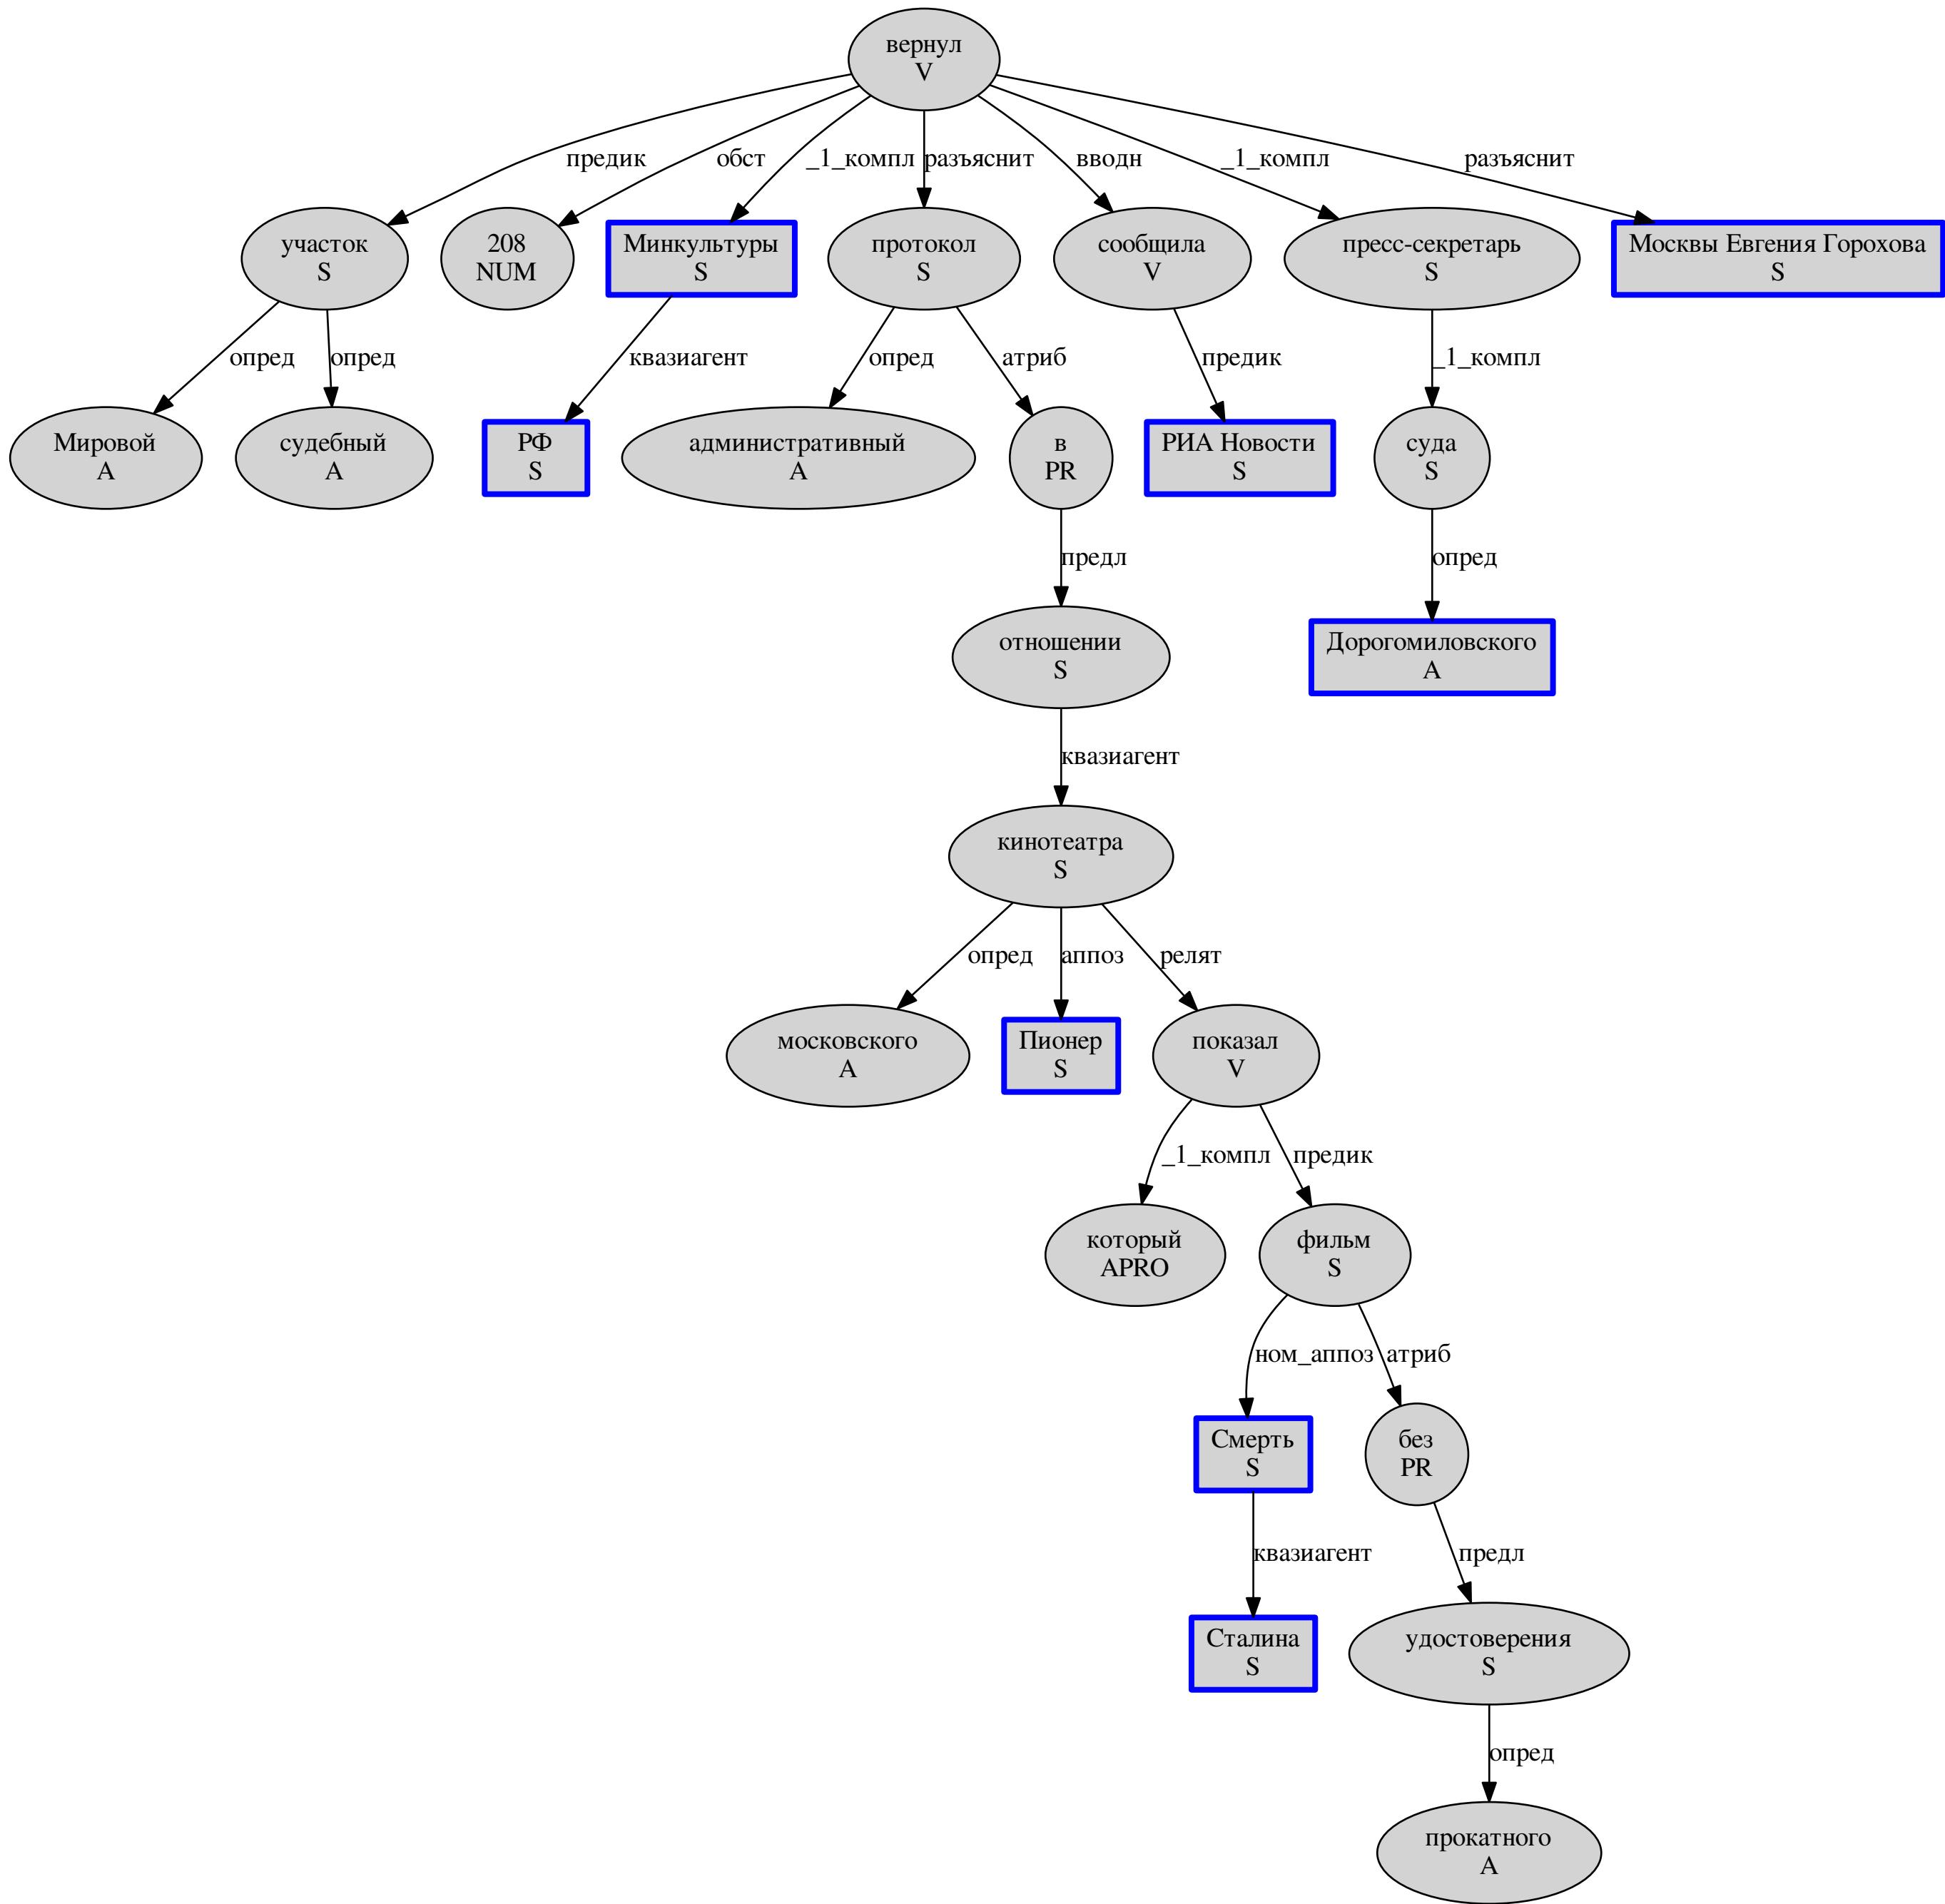 вернул
V
предик
обст
_1_компл
разъяснит
вводн
_1_компл
разъяснит
участок
S
208
NUM
Минкультуры
S
протокол
S
сообщила
V
пресс-секретарь
S
Москвы Евгения Горохова
S
опред
опред
квазиагент
опред
атриб
предик
_1_компл
Мировой
A
судебный
A
РФ
S
административный
A
в
PR
РИА Новости
S
суда
S
предл
опред
отношении
S
Дорогомиловского
A
квазиагент
кинотеатра
S
опред
аппоз
релят
московского
A
Пионер
S
показал
V
_1_компл
предик
который
APRO
фильм
S
ном_аппоз
атриб
Смерть
S
без
PR
квазиагент
предл
Сталина
S
удостоверения
S
опред
прокатного
A